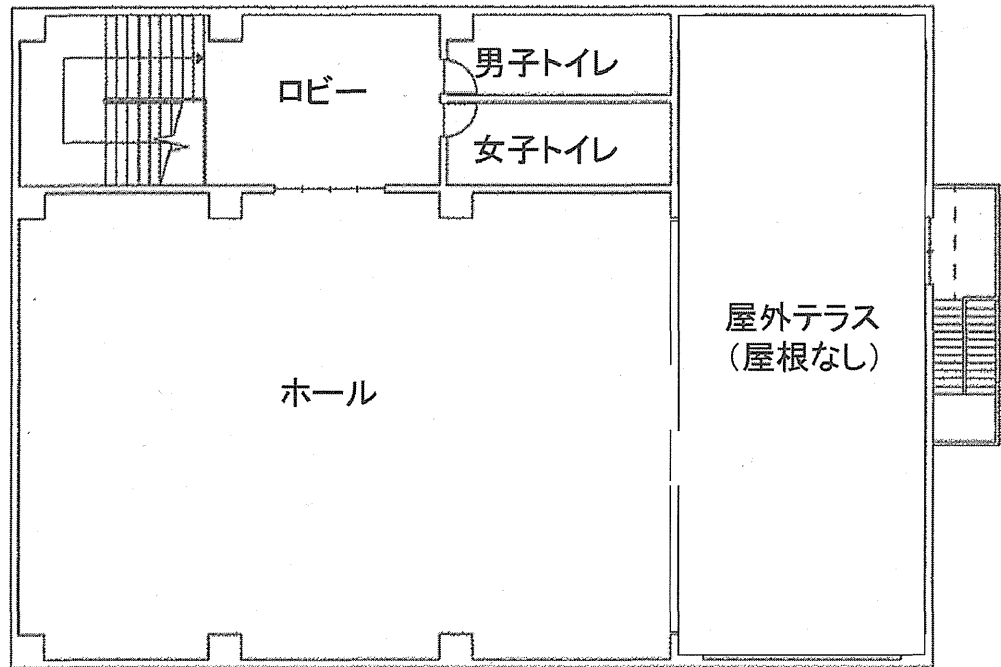 男子トイレ
ロビー
女子トイレ
屋外テラス
（屋根なし）
ホール